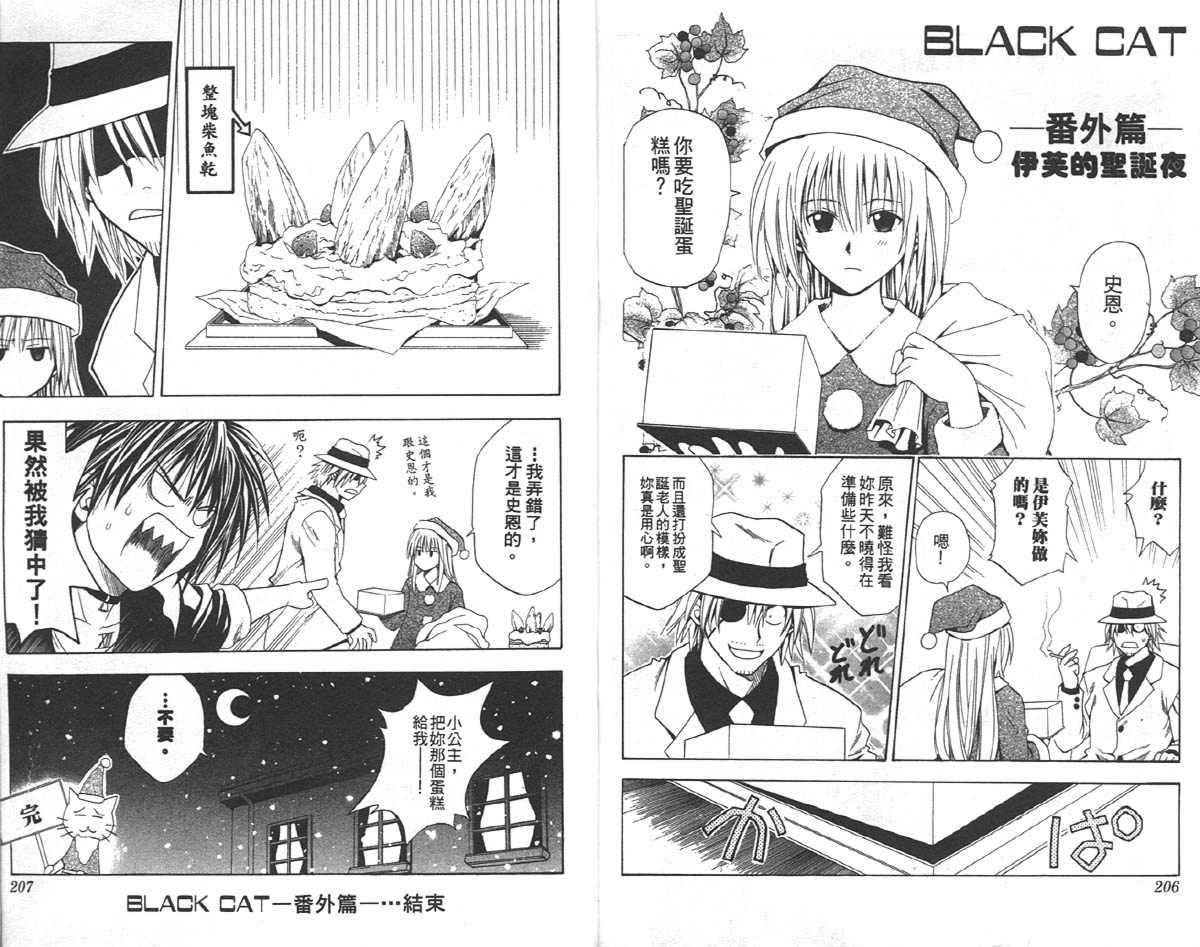 BLACK CAT
番外篇
伊芙的聖誕夜
史恩。
你要吃聖誕蛋
糕嗎？
什麼？
是伊芙妳做
的嗎？
嗯！
原來，難怪我看
妳昨天不曉得在
準備些什麼。
而且還打扮成聖
誕老人的模樣，
妳真是用心啊。
どれ
どれ
ぱ
か
206
整塊柴魚乾
…我弄錯了，
這才是史恩的。
這個才是我
跟史恩的。
呃？
果然被我猜中了！
小公主，
把妳那個蛋糕
給我——！
…不要。
完
207
BLACK CAT—番外篇—…結束